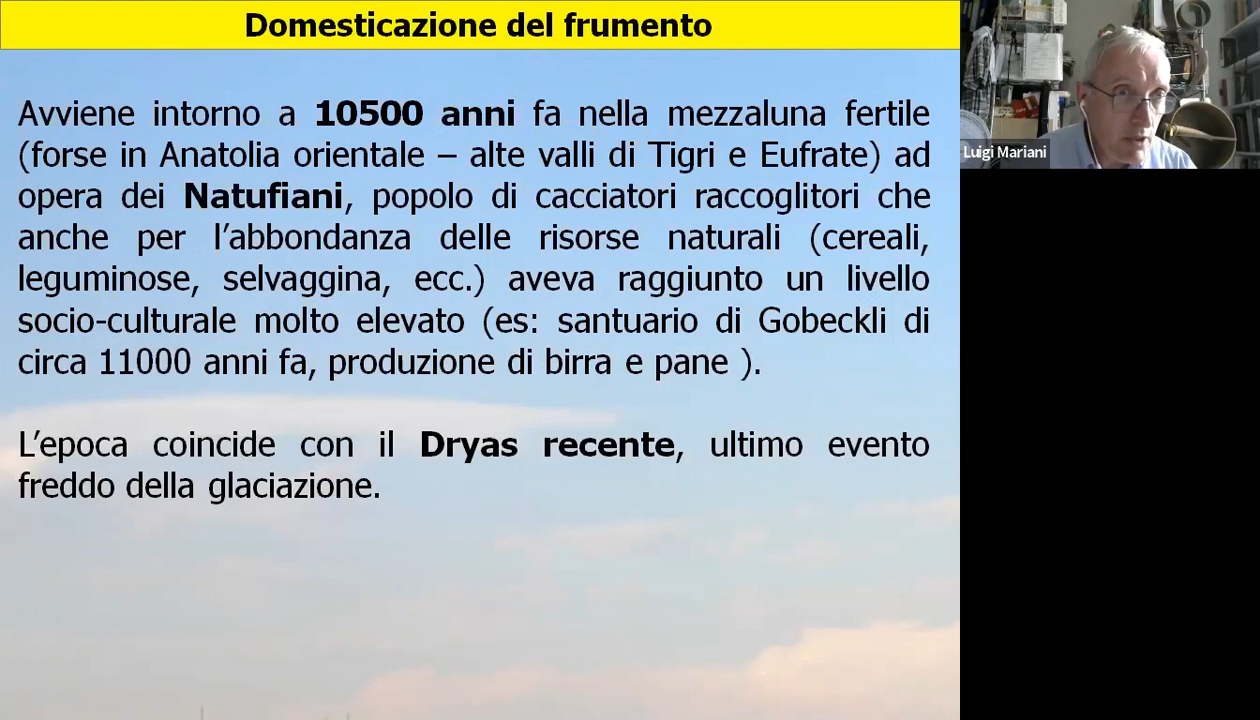 Domesticazione del frumento
Avviene intorno a 10500 anni fa nella mezzaluna fertile
(forse in Anatolia orientale – alte valli di Tigri e Eufrate) ad
opera dei Natufiani, popolo di cacciatori raccoglitori che
anche per l'abbondanza delle risorse naturali (cereali,
leguminose, selvaggina, ecc.) aveva raggiunto un livello
socio-culturale molto elevato (es: santuario di Gobeckli di
circa 11000 anni fa, produzione di birra e pane ).
L'epoca coincide con il Dryas recente, ultimo evento
freddo della glaciazione.
Luigi Mariani